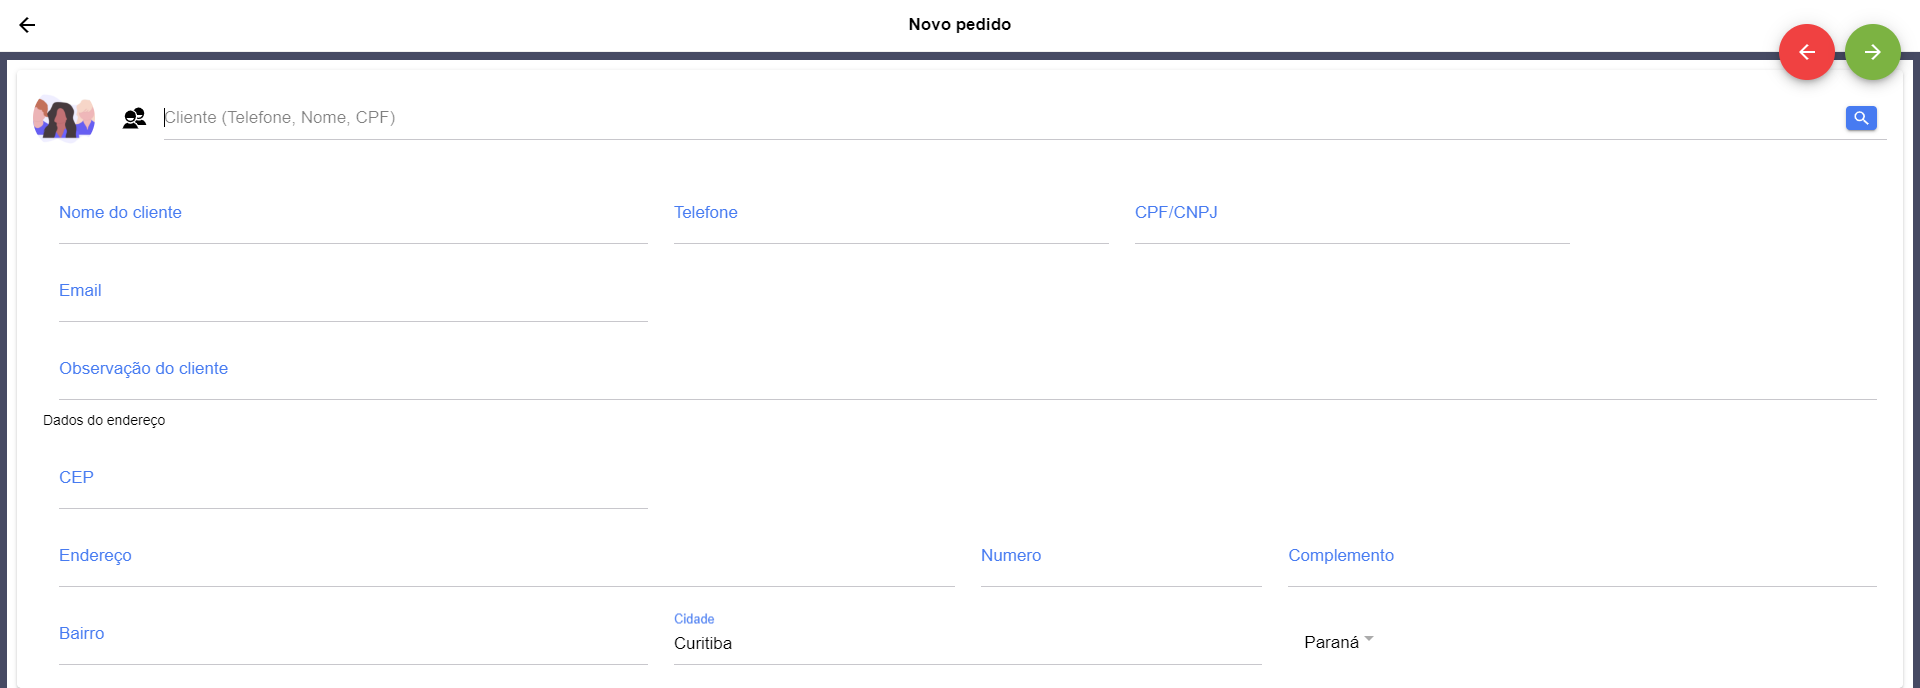 Novo pedido
Cliente (Telefone, Nome, CPF)
Nome do cliente
Telefone
CPF/CNPJ
Email
Observação do cliente
Dados do endereço
CEP
Endereço
Numero
Complemento
Bairro
Cidade
Curitiba
Paraná